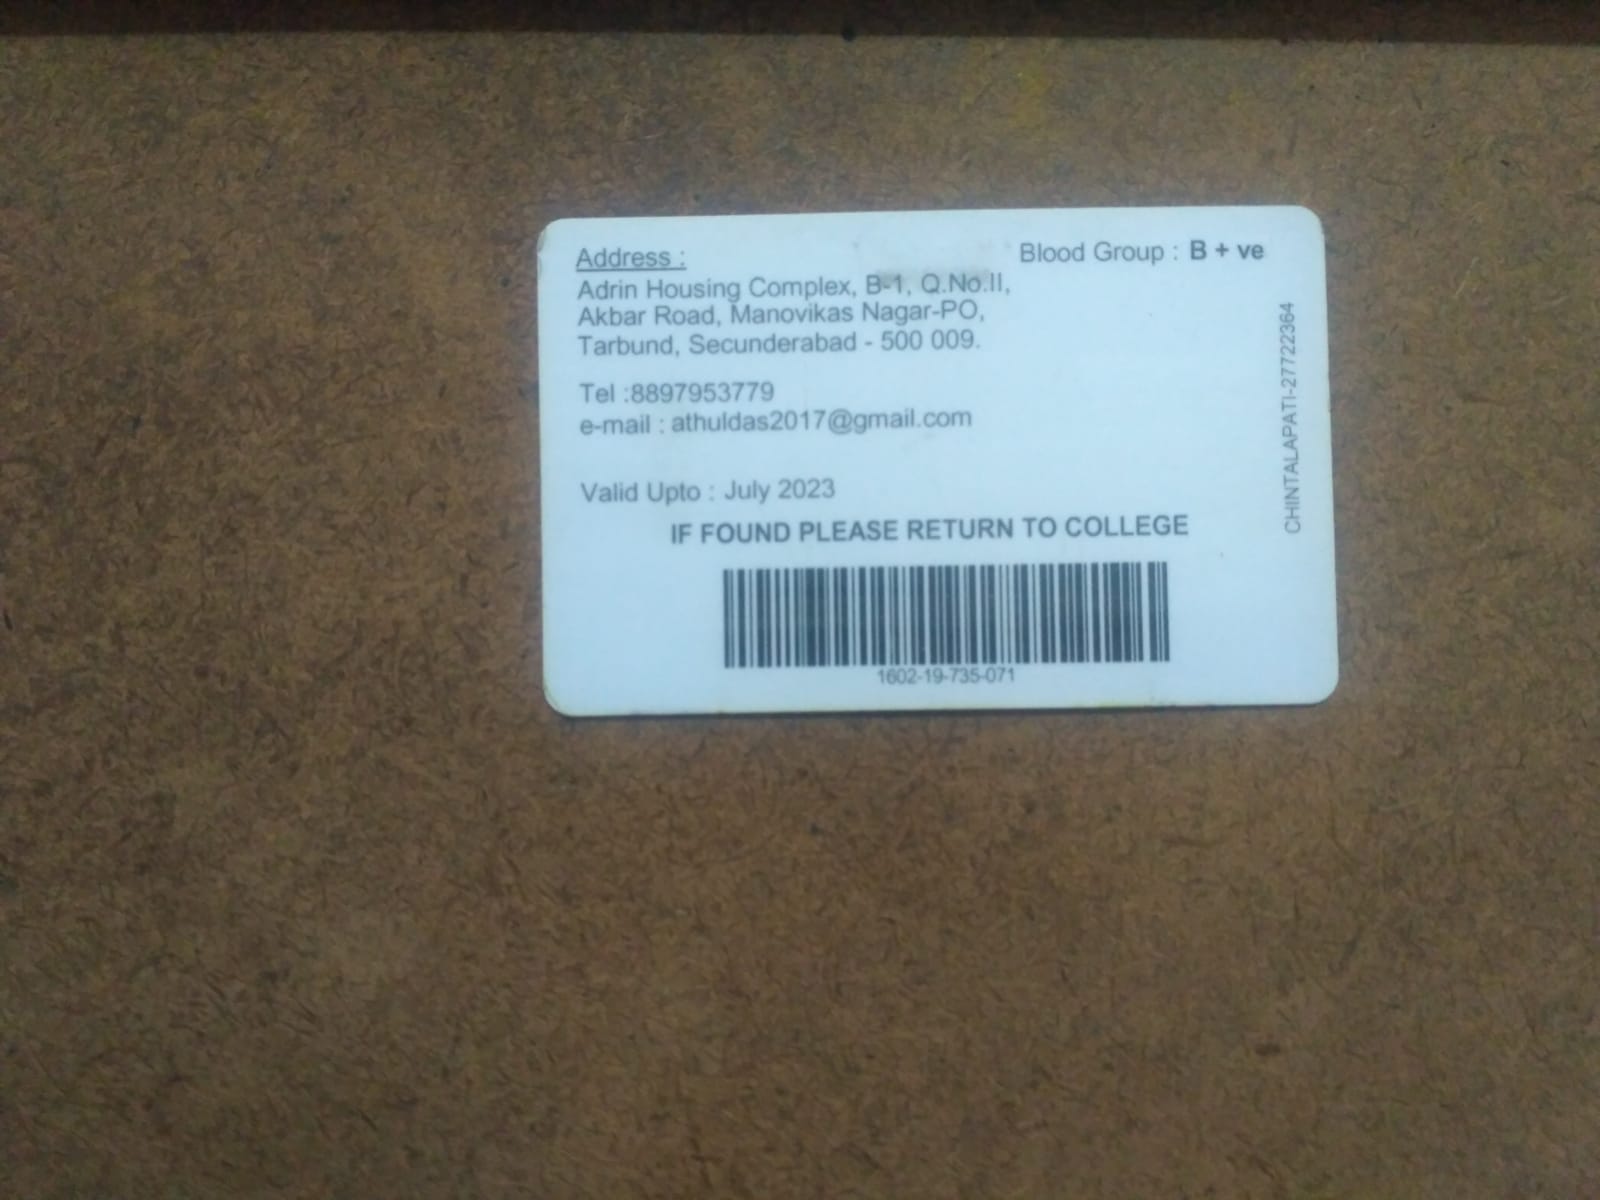 Address :
Blood Group : B + ve
Adrin Housing Complex, B-1, Q.No.II,
Akbar Road, Manovikas Nagar-PO,
Tarbund, Secunderabad - 500 009.
Tel :8897953779
e-mail : athuldas2017@gmail.com
Valid Upto : July 2023
IF FOUND PLEASE RETURN TO COLLEGE
1602-19-735-071
CHINTALAPATI-27722364